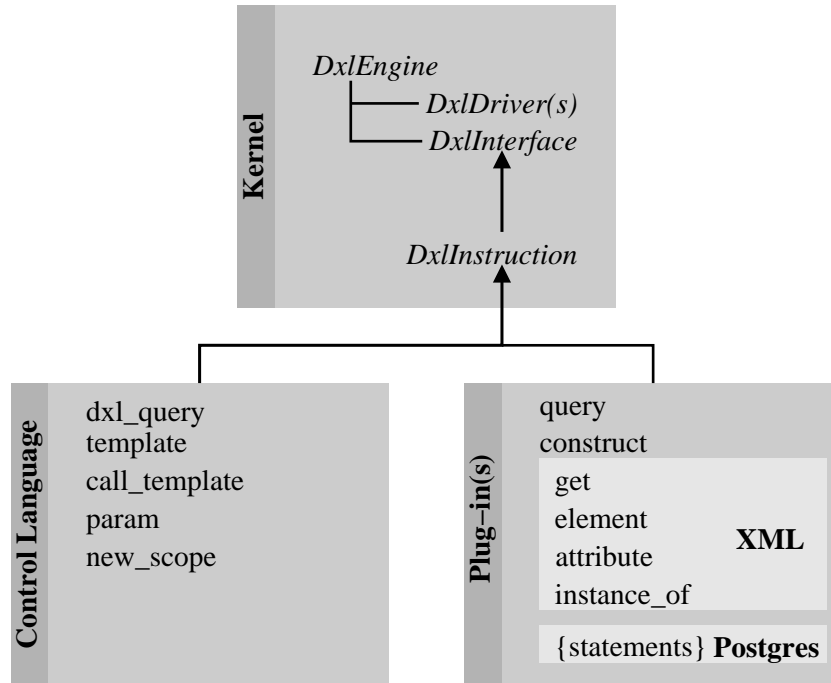 Kernel
DxlEngine
DxlDriver(s)
DxlInterface
DxlInstruction
Control Language
dxl_query
template
call_template
param
new_scope
Plug−in(s)
query
construct
get
element
attribute
instance_of
XML
{statements} Postgres